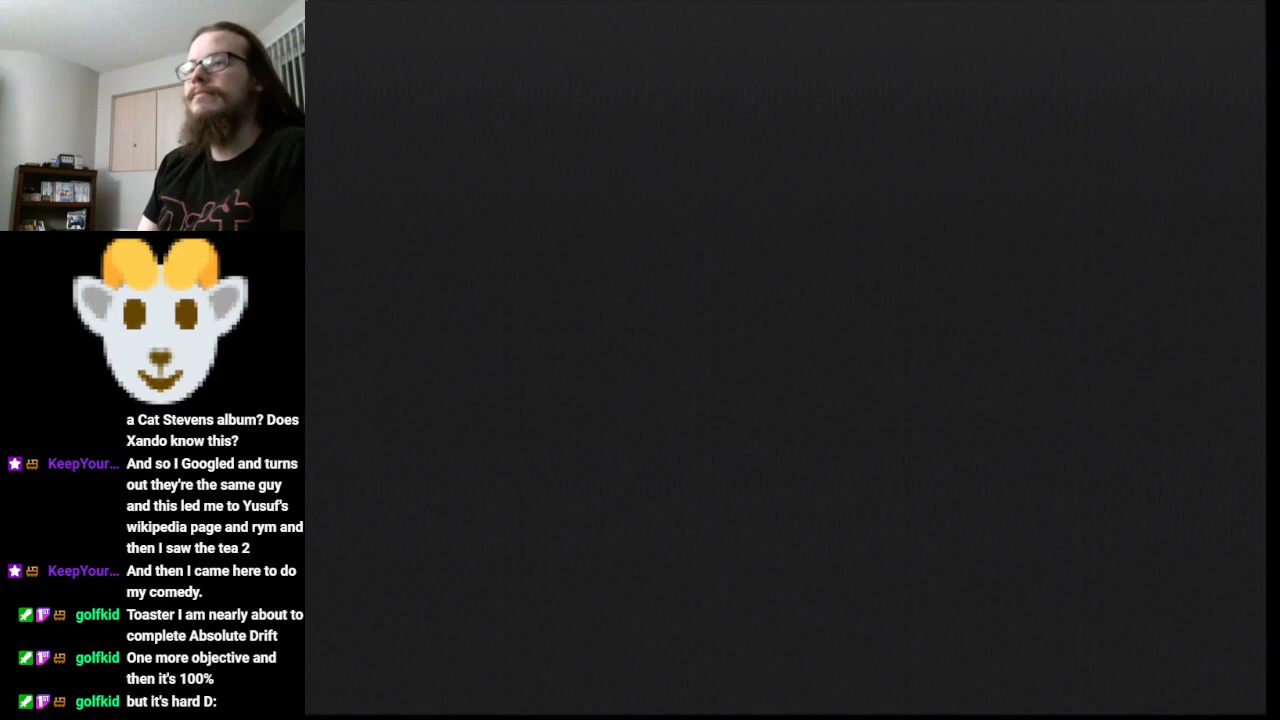 a Cat Stevens album? Does
Xando know this?
KeepYour... And so I Googled and turns
out they're the same guy
and this led me to Yusuf's
wikipedia page and rym and
then I saw the tea 2
KeepYour... And then I came here to do
my comedy.
1ST golfkid Toaster I am nearly about to
complete Absolute Drift
1ST golfkid One more objective and
then it's 100%
1ST golfkid but it's hard D: